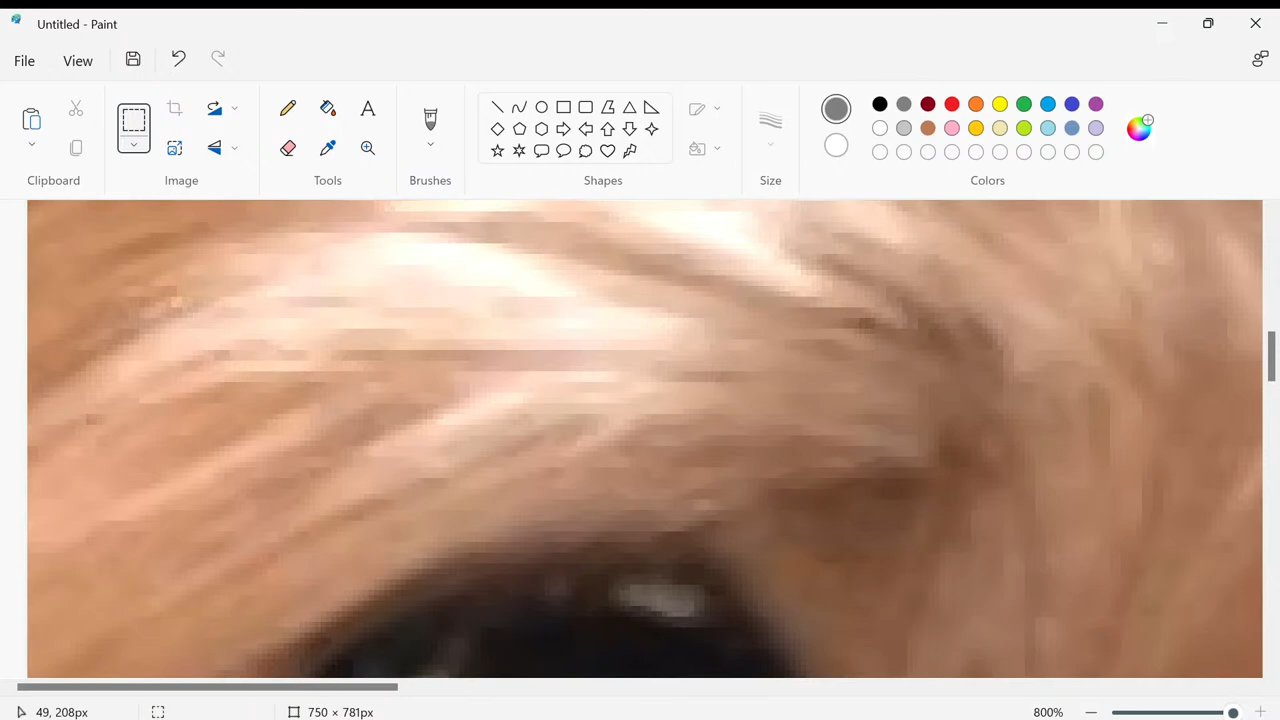 Untitled - Paint
File View
Clipboard Image Tools Brushes Shapes Size Colors
49, 208px 750 × 781px 800%